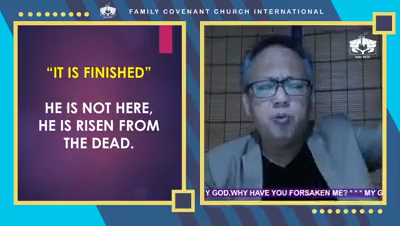 FAMILY COVENANT CHURCH INTERNATIONAL
“IT IS FINISHED”
HE IS NOT HERE,
HE IS RISEN FROM
THE DEAD.
Y GOD,WHY HAVE YOU FORSAKEN ME? * * * MY G